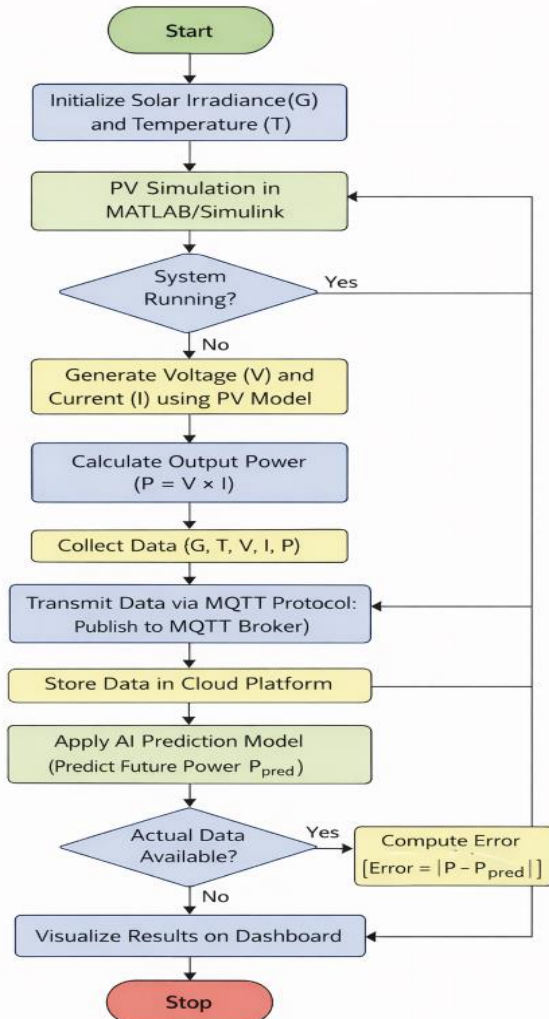 Start
Initialize Solar Irradiance(G)
and Temperature (T)
PV Simulation in
MATLAB/Simulink
System
Running?
Yes
No
Generate Voltage (V) and
Current (I) using PV Model
Calculate Output Power
(P = V × I)
Collect Data (G, T, V, I, P)
Transmit Data via MQTT Protocol:
Publish to MQTT Broker)
Store Data in Cloud Platform
Apply AI Prediction Model
(Predict Future Power Ppred)
Actual Data
Available?
Yes
Compute Error
[Error = |P - Ppred|]
No
Visualize Results on Dashboard
Stop